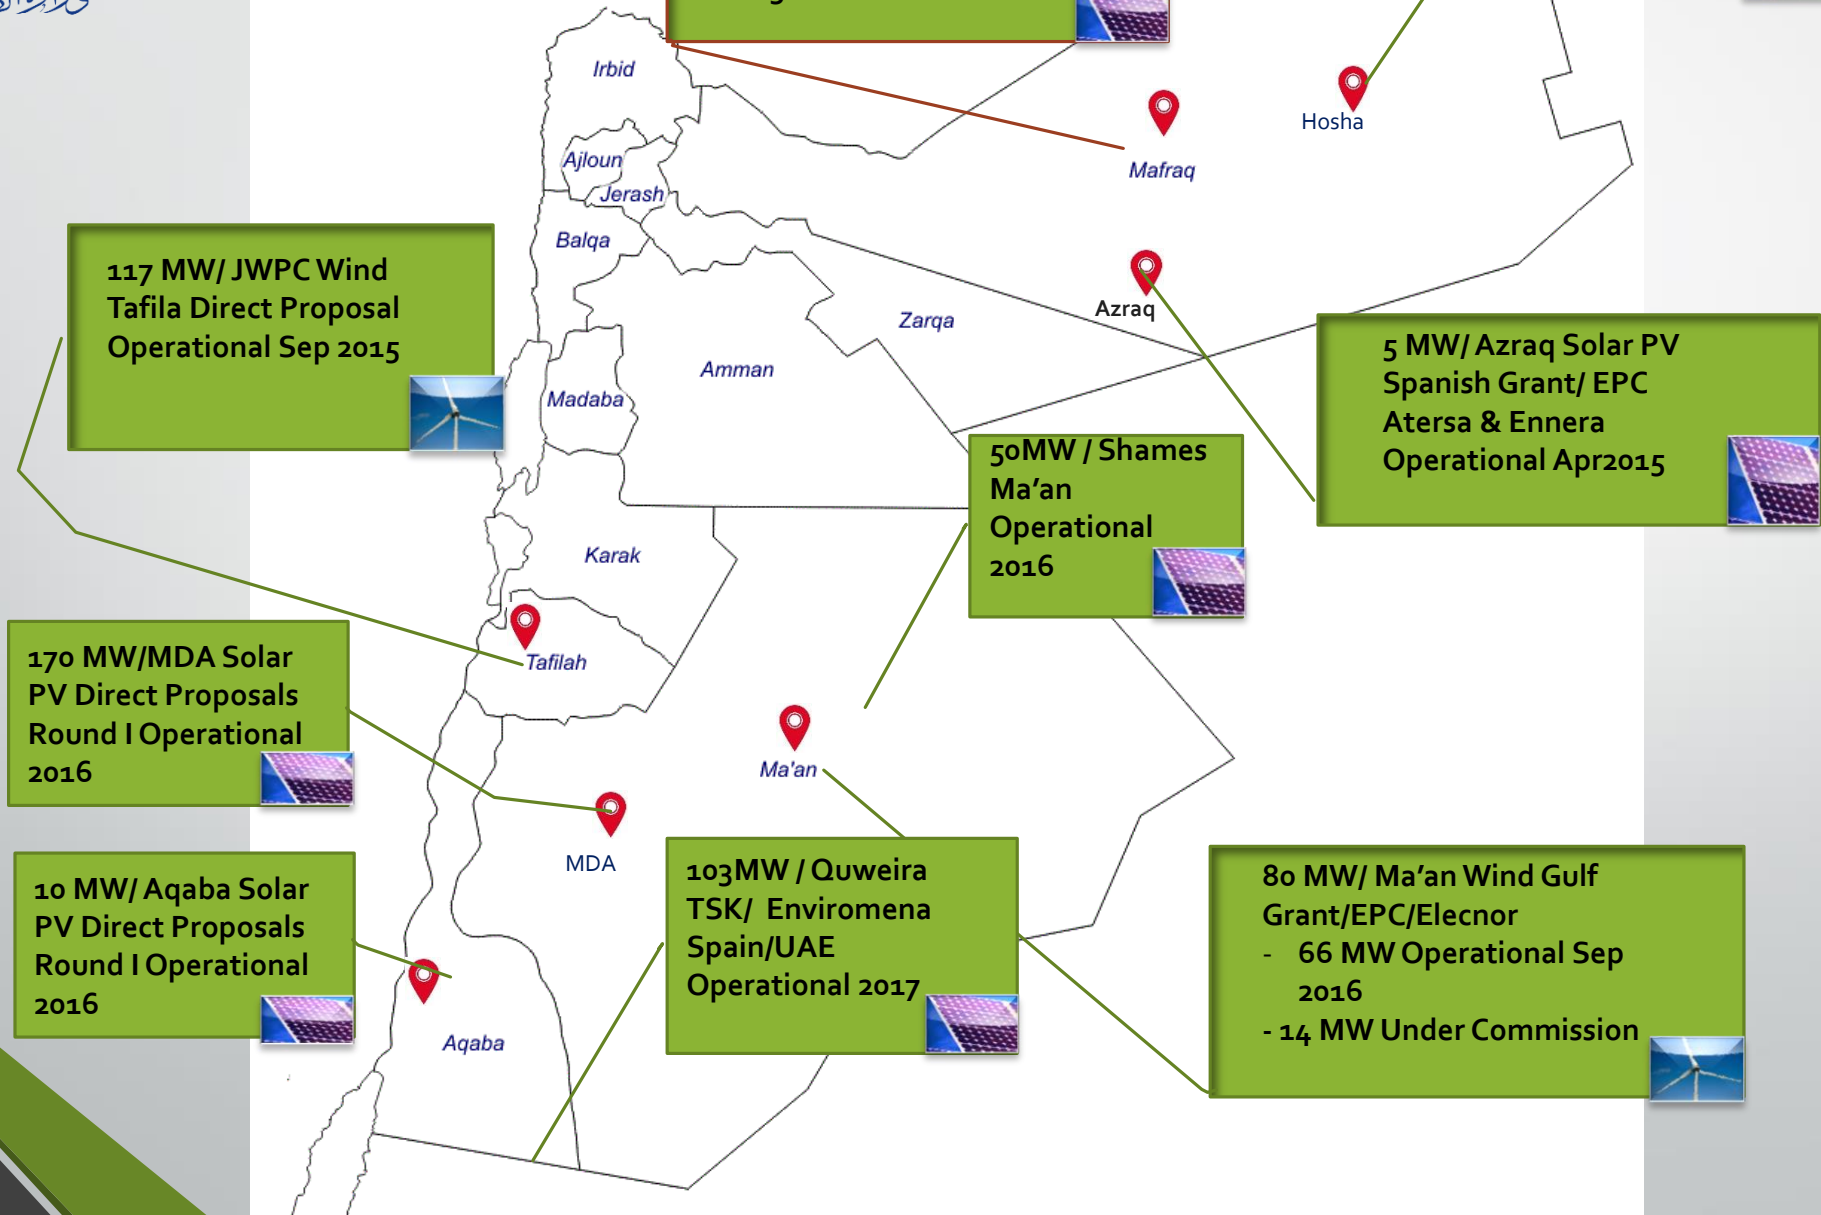 Irbid
Hosha
Mafraq
Ajloun
Jerash
Balqa
117 MW/ JWPC Wind
Tafila Direct Proposal
Operational Sep 2015
Azraq
Zarqa
Amman
Madaba
5 MW/ Azraq Solar PV
Spanish Grant/ EPC
Atersa & Ennera
Operational Apr2015
50MW / Shames
Ma’an
Operational
2016
Karak
Tafilah
170 MW/MDA Solar
PV Direct Proposals
Round I Operational
2016
Ma'an
MDA
10 MW/ Aqaba Solar
PV Direct Proposals
Round I Operational
2016
Aqaba
103MW / Quweira
TSK/ Enviromena
Spain/UAE
Operational 2017
80 MW/ Ma’an Wind Gulf
Grant/EPC/Elecnor
- 66 MW Operational Sep
2016
- 14 MW Under Commission